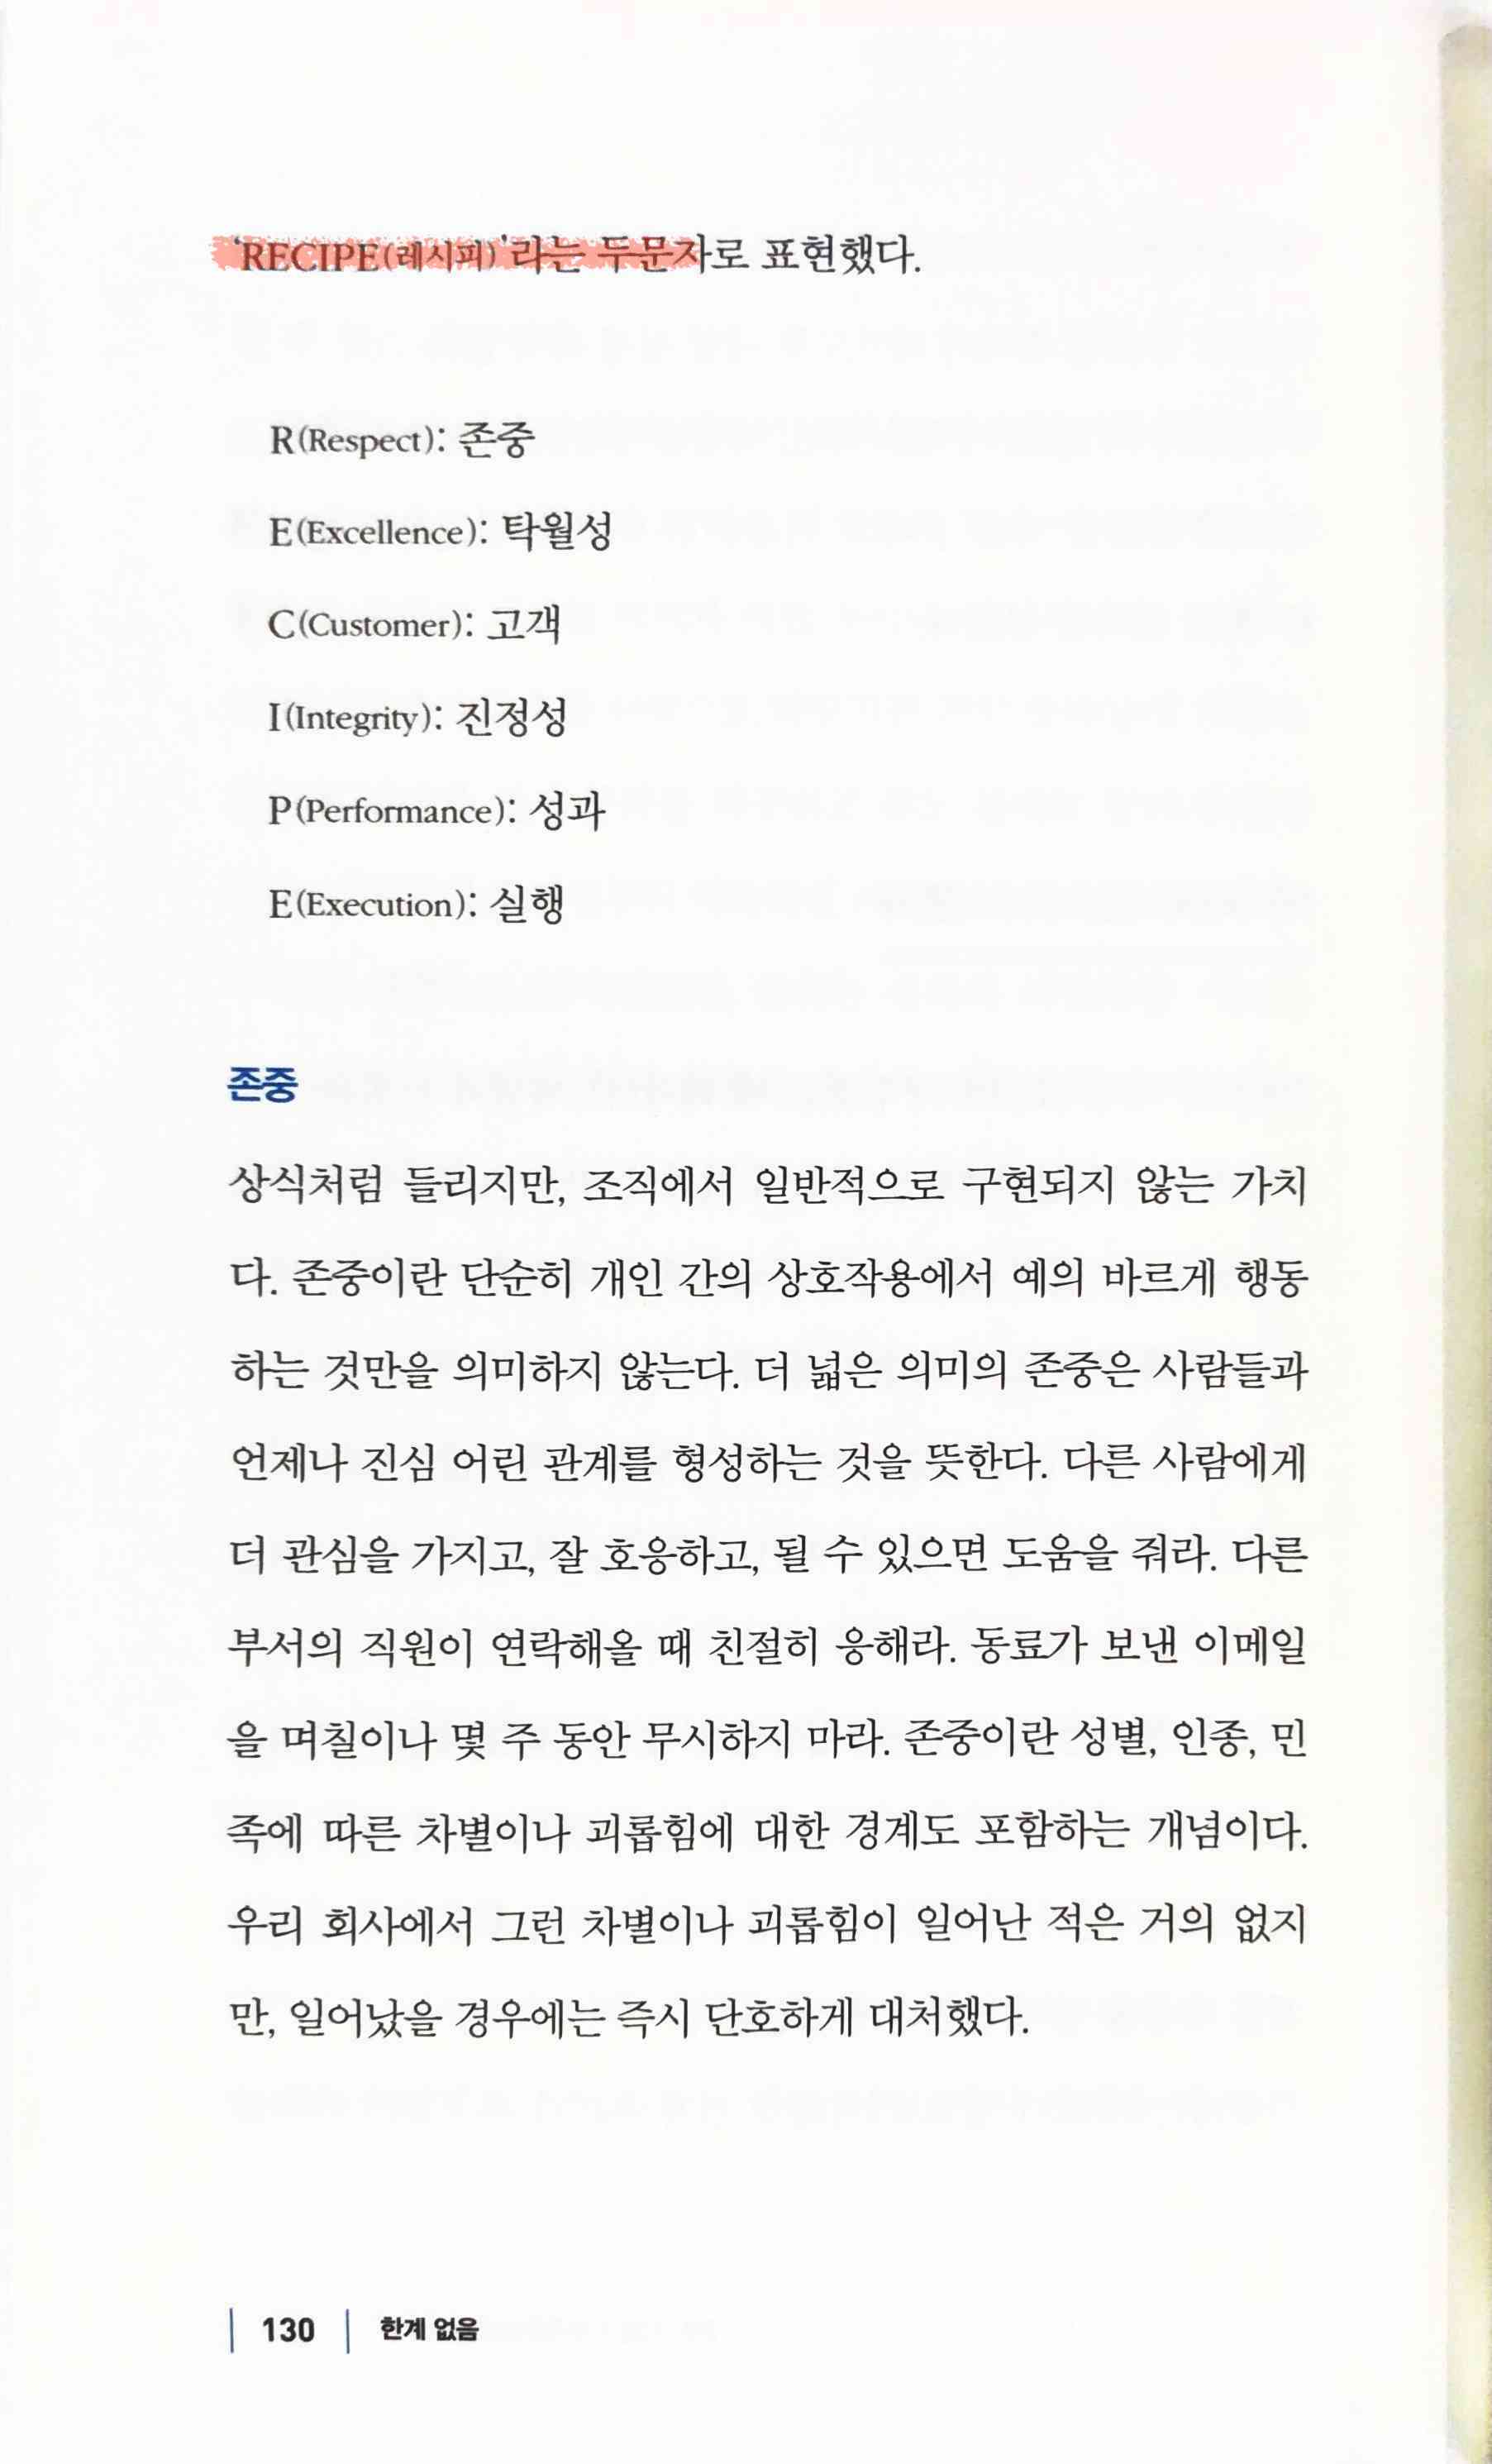 ‘RECIPE(레시피)’라는 두문자로 표현했다.
R(Respect): 존중
E(Excellence): 탁월성
C(Customer): 고객
I(Integrity): 진정성
P(Performance): 성과
E(Execution): 실행
존중
상식처럼 들리지만, 조직에서 일반적으로 구현되지 않는 가치
다. 존중이란 단순히 개인 간의 상호작용에서 예의 바르게 행동
하는 것만을 의미하지 않는다. 더 넓은 의미의 존중은 사람들과
언제나 진심 어린 관계를 형성하는 것을 뜻한다. 다른 사람에게
더 관심을 가지고, 잘 호응하고, 될 수 있으면 도움을 줘라. 다른
부서의 직원이 연락해올 때 친절히 응해라. 동료가 보낸 이메일
을 며칠이나 몇 주 동안 무시하지 마라. 존중이란 성별, 인종, 민
족에 따른 차별이나 괴롭힘에 대한 경계도 포함하는 개념이다.
우리 회사에서 그런 차별이나 괴롭힘이 일어난 적은 거의 없지
만, 일어났을 경우에는 즉시 단호하게 대처했다.
130 한계 없음